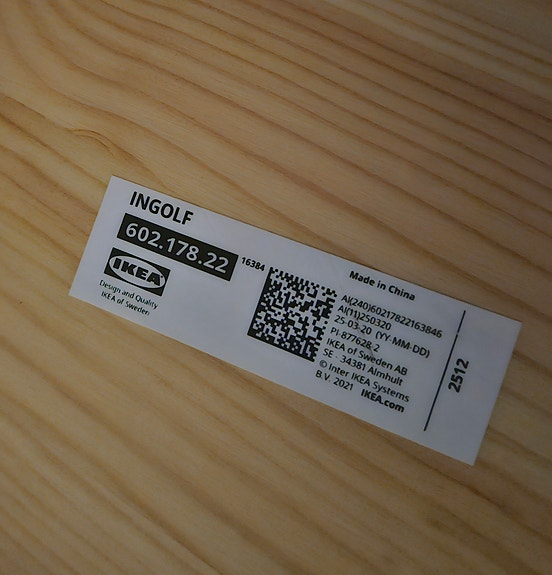 INGOLF
602.178.22
16384
IKEA
Design and Quality
IKEA of Sweden
Made in China
AI(240)60217822163846
AI(11)250320
25-03-20 (YY-MM-DD)
PI-877628-2
IKEA of Sweden AB
SE - 34381 Älmhult
© Inter IKEA Systems
B.V. 2021 IKEA.com
2512